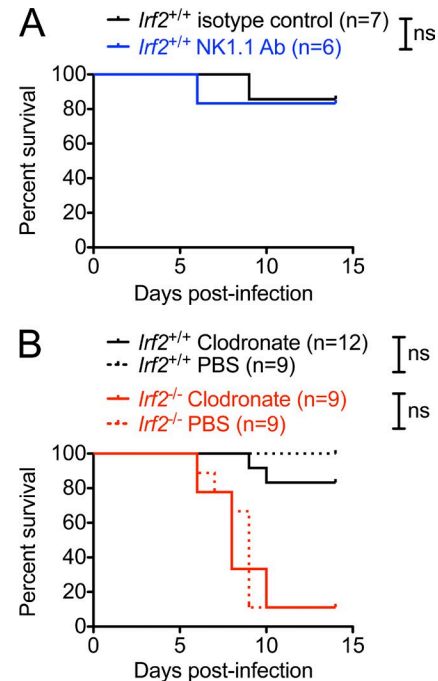 A
Irf2+/+ isotype control (n=7)
Irf2+/+ NK1.1 Ab (n=6)
ns
Percent survival
100
80
60
40
20
0
0 5 10 15
Days post-infection
B
Irf2+/+ Clodronate (n=12)
Irf2+/+ PBS (n=9)
ns
Irf2-/- Clodronate (n=9)
Irf2-/- PBS (n=9)
ns
Percent survival
100
80
60
40
20
0
0 5 10 15
Days post-infection